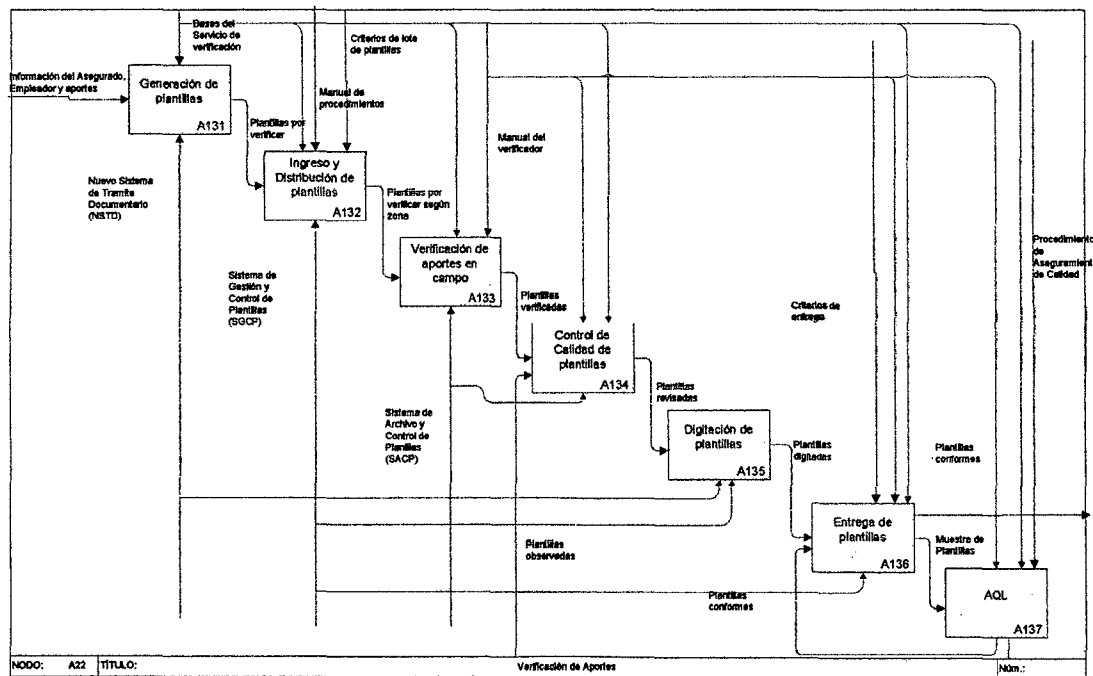 Bases del
Servicio de
verificación
Criterios de lote
de plantillas
Información del Asegurado,
Empleador y aportes
Generación de
plantillas
A131
Manual de
procedimientos
Plantillas por
verificar
Manual del
verificador
Ingreso y
Distribución de
plantillas
A132
Nuevo Sistema
de Tramite
Documentario
(NSTD)
Plantillas por
verificar según
zona
Verificación de
aportes en
campo
A133
Procedimiento
de
Aseguramien
de Calidad
Sistema de
Gestión y
Control de
Plantillas
(SGCP)
Plantillas
verificadas
Criterios de
entrega
Control de
Calidad de
plantillas
A134
Plantillas
revisadas
Sistema de
Archivo y
Control de
Plantillas
(SACP)
Digitación de
plantillas
A135
Plantillas
digitadas
Plantillas
conformes
Entrega de
plantillas
A136
Plantillas
observadas
Muestra de
Plantillas
Plantillas
conformes
AQL
A137
NODO: A22 TÍTULO: Verificación de Aportes Núm.: